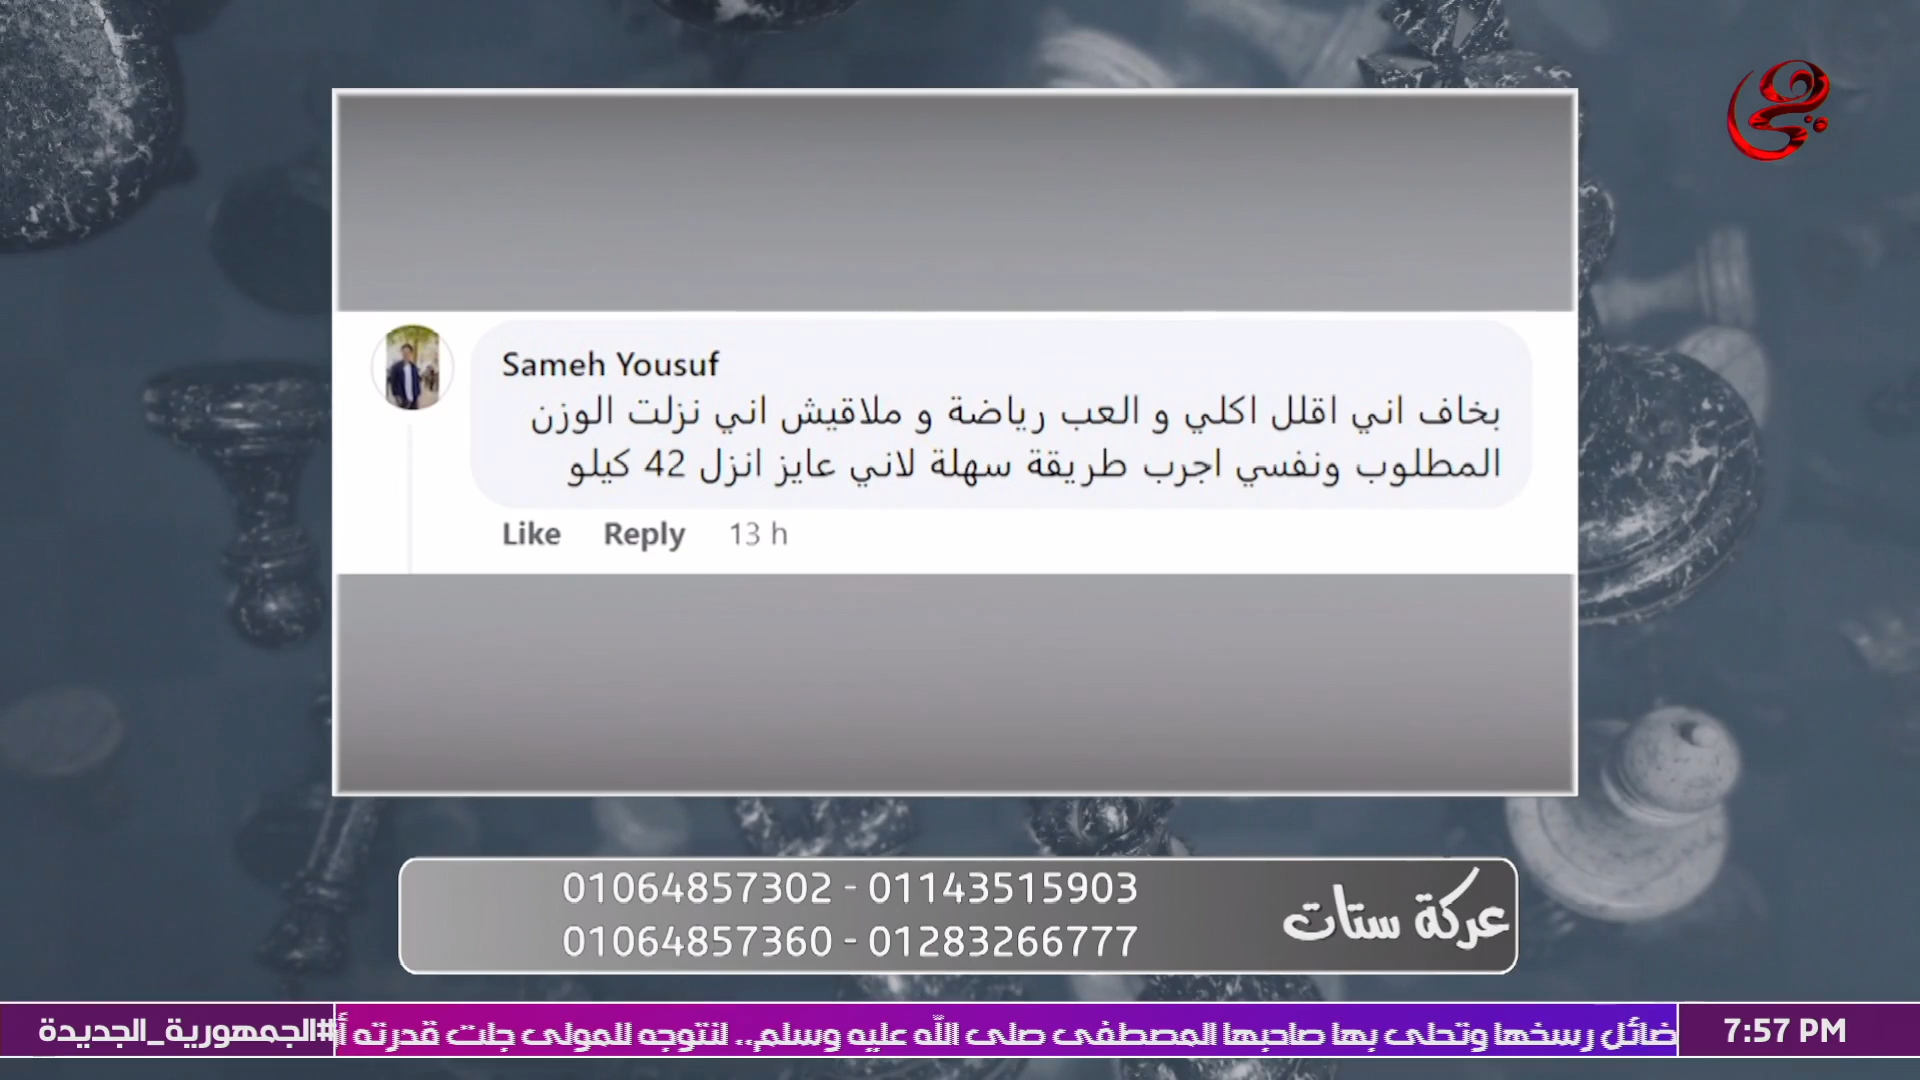 Sameh Yousuf
بخاف اني اقلل اكلي و العب رياضة و ملاقيش اني نزلت الوزن
المطلوب ونفسي اجرب طريقة سهلة لاني عايز انزل 42 كيلو
Like Reply 13 h
عركة ستات
01064857302 - 01143515903
01064857360 - 01283266777
7:57 PM
ضائل رسخها وتحلى بها صاحبها المصطفى صلى الله عليه وسلم.. لنتوجه للمولى جلت قدرته أ
#الجمهورية_الجديدة